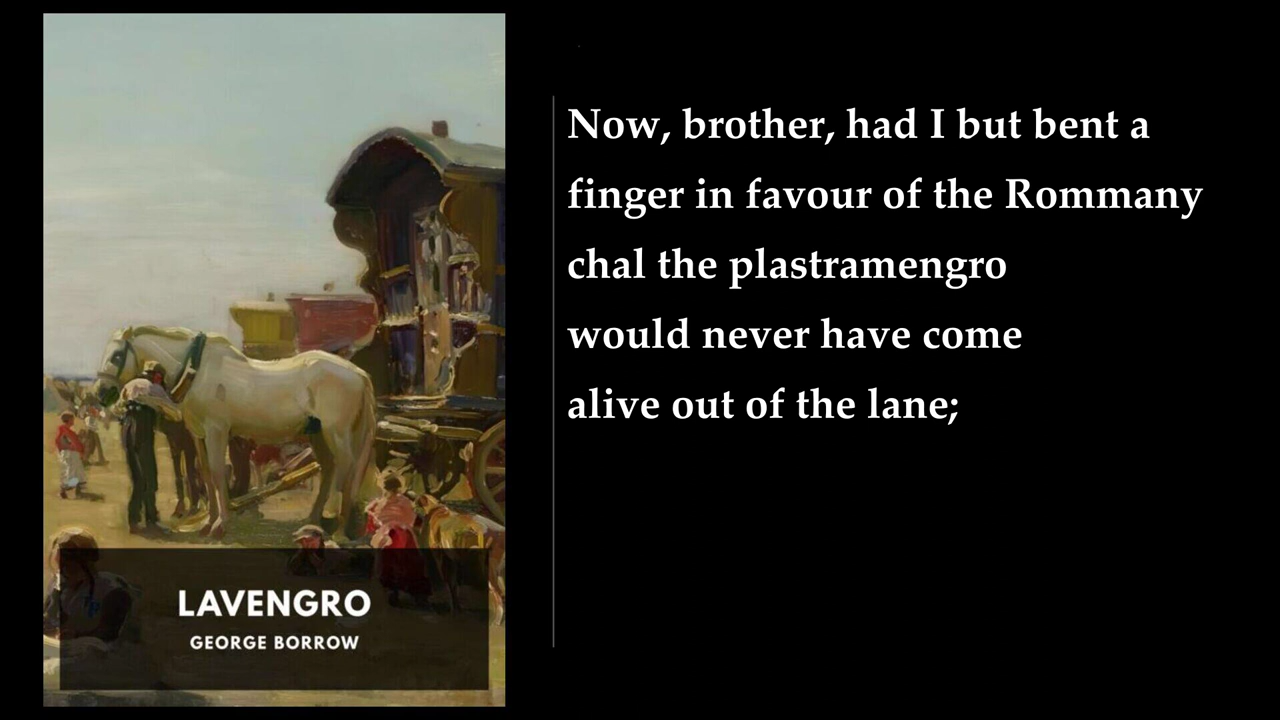 LAVENGRO
GEORGE BORROW
Now, brother, had I but bent a
finger in favour of the Rommany
chal the plastramengro
would never have come
alive out of the lane;